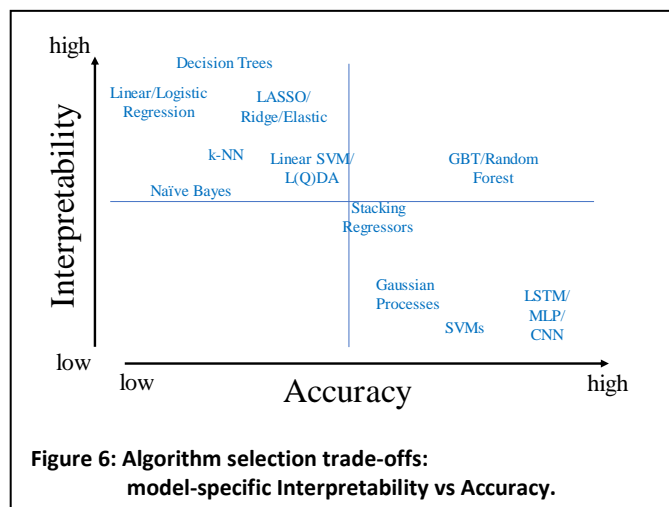 high
Decision Trees
Linear/Logistic
Regression
LASSO/
Ridge/Elastic
k-NN
Linear SVM/
L(Q)DA
GBT/Random
Forest
Naïve Bayes
Stacking
Regressors
Gaussian
Processes
SVMs
LSTM/
MLP/
CNN
Interpretability
low
low
Accuracy
high
Figure 6: Algorithm selection trade-offs:
model-specific Interpretability vs Accuracy.